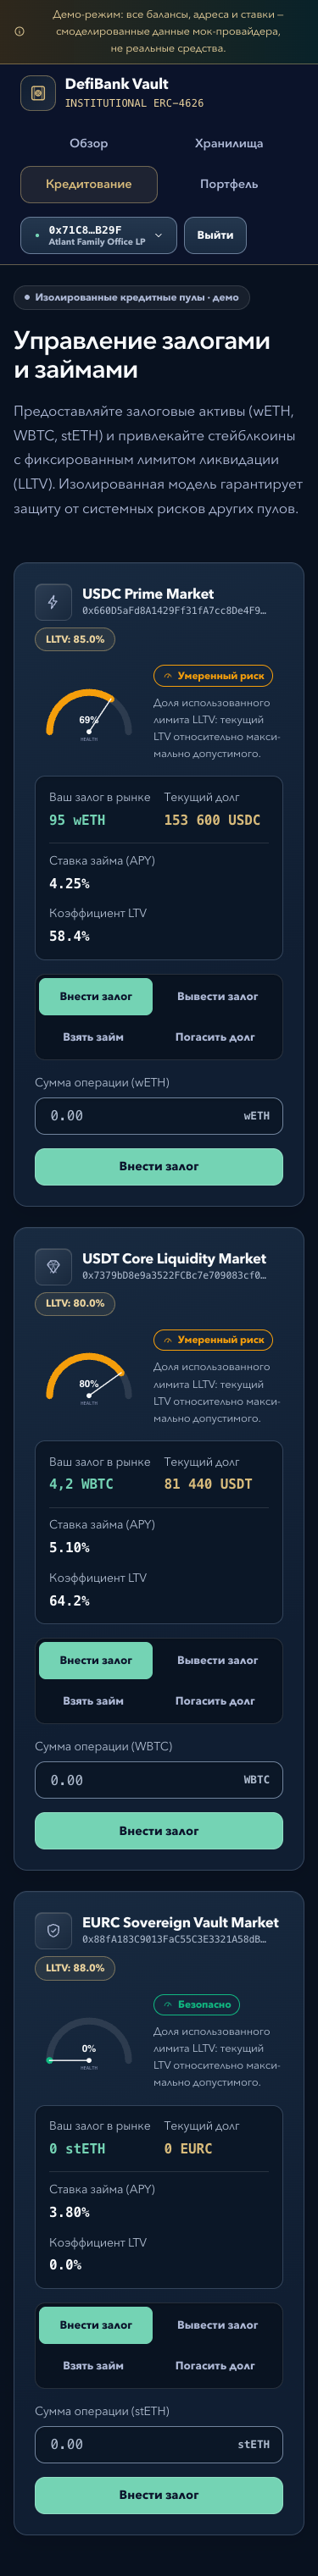 Демо-режим: все балансы, адреса и ставки —
смоделированные данные мок-провайдера,
не реальные средства.
DefiBank Vault
INSTITUTIONAL ERC-4626
Обзор
Хранилища
Кредитование
Портфель
0x71C8…B29F
Atlant Family Office LP
Выйти
Изолированные кредитные пулы · демо
Управление залогами
и займами
Предоставляйте залоговые активы (wETH,
WBTC, stETH) и привлекайте стейблкоины
с фиксированным лимитом ликвидации
(LLTV). Изолированная модель гарантирует
защиту от системных рисков других пулов.
USDC Prime Market
0x660D5aFd8A1429Ff31fA7cc8De4F9…
LLTV: 85.0%
69%
HEALTH
Умеренный риск
Доля использованного
лимита LLTV: текущий
LTV относительно макси-
мально допустимого.
Ваш залог в рынке
Текущий долг
95 wETH
153 600 USDC
Ставка займа (APY)
4.25%
Коэффициент LTV
58.4%
Внести залог
Вывести залог
Взять займ
Погасить долг
Сумма операции (wETH)
0.00
wETH
Внести залог
USDT Core Liquidity Market
0x7379bD8e9a3522FCBc7e709083cf0…
LLTV: 80.0%
80%
HEALTH
Умеренный риск
Доля использованного
лимита LLTV: текущий
LTV относительно макси-
мально допустимого.
Ваш залог в рынке
Текущий долг
4,2 WBTC
81 440 USDT
Ставка займа (APY)
5.10%
Коэффициент LTV
64.2%
Внести залог
Вывести залог
Взять займ
Погасить долг
Сумма операции (WBTC)
0.00
WBTC
Внести залог
EURC Sovereign Vault Market
0x88fA183C9013FaC55C3E3321A58dB…
LLTV: 88.0%
0%
HEALTH
Безопасно
Доля использованного
лимита LLTV: текущий
LTV относительно макси-
мально допустимого.
Ваш залог в рынке
Текущий долг
0 stETH
0 EURC
Ставка займа (APY)
3.80%
Коэффициент LTV
0.0%
Внести залог
Вывести залог
Взять займ
Погасить долг
Сумма операции (stETH)
0.00
stETH
Внести залог